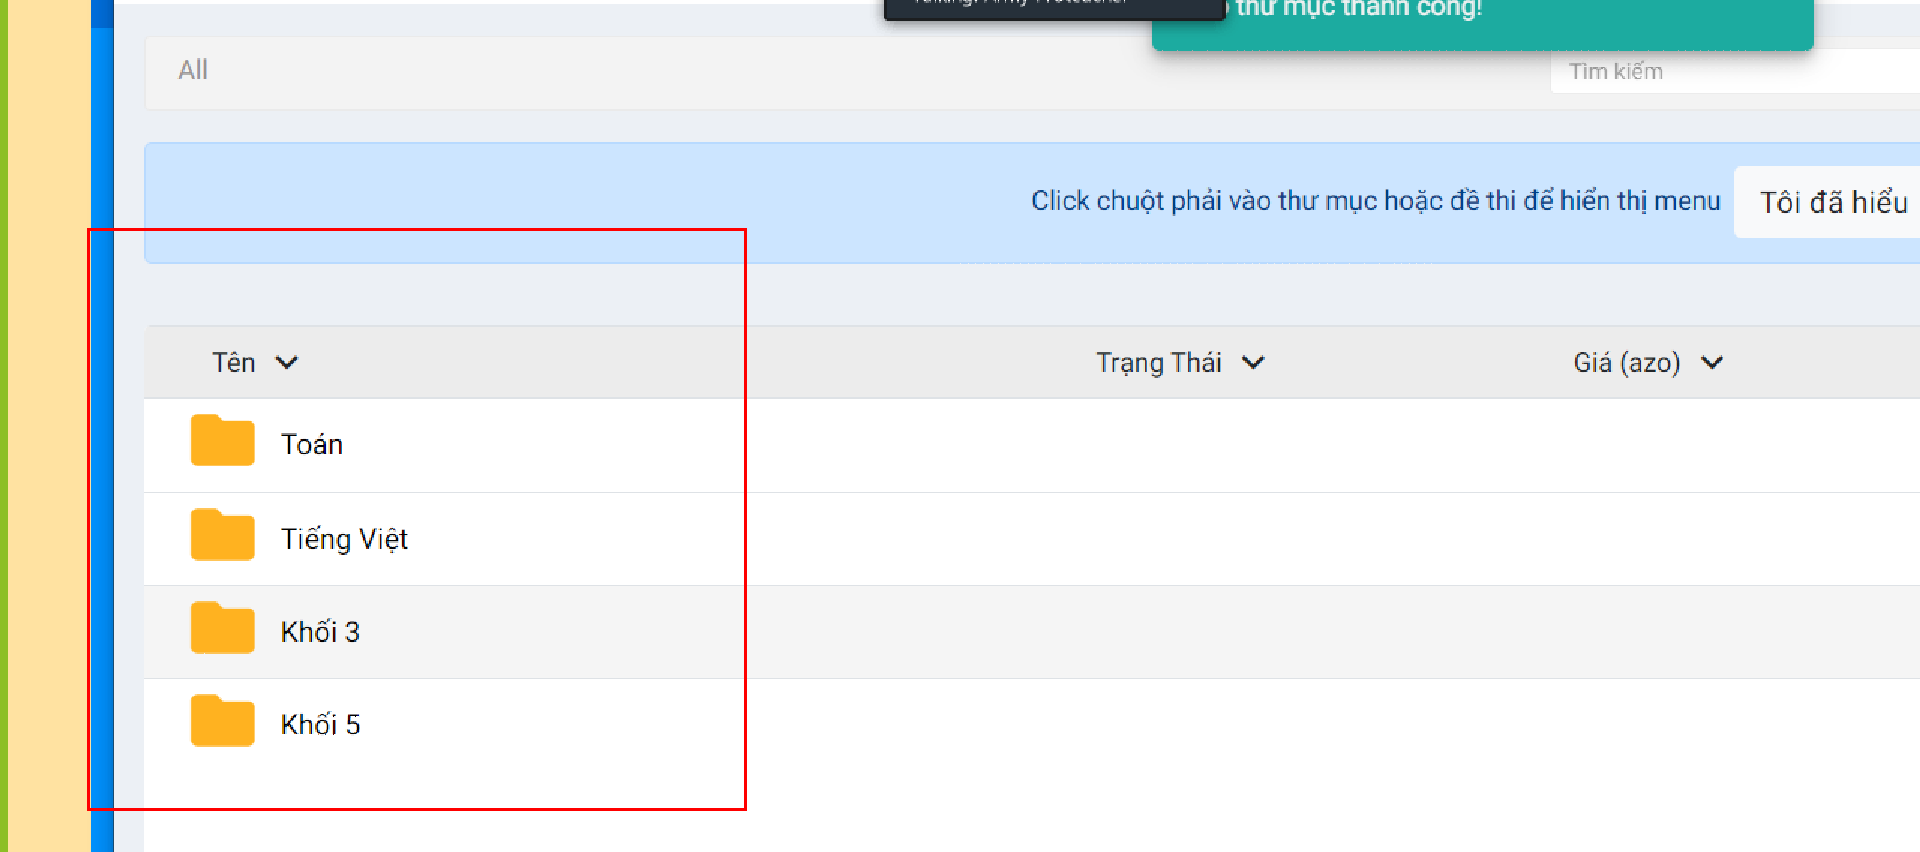 thư mục thành công!
All
Tìm kiếm
Click chuột phải vào thư mục hoặc đề thi để hiển thị menu
Tôi đã hiểu
Tên
Trạng Thái
Giá (azo)
Toán
Tiếng Việt
Khối 3
Khối 5